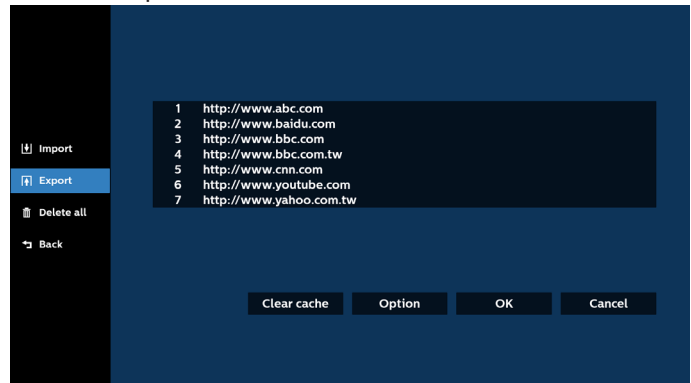 Import
Export
Delete all
Back
1 http://www.abc.com
2 http://www.baidu.com
3 http://www.bbc.com
4 http://www.bbc.com.tw
5 http://www.cnn.com
6 http://www.youtube.com
7 http://www.yahoo.com.tw
Clear cache
Option
OK
Cancel